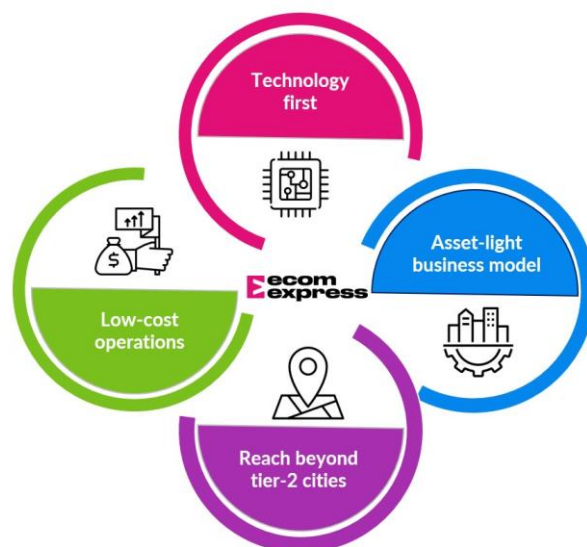 Technology
first
Asset-light
business model
ecom
express
$
Low-cost
operations
Reach beyond
tier-2 cities